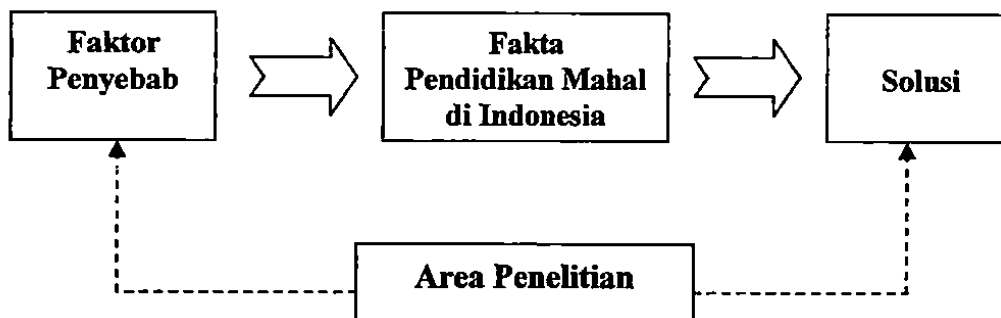 Faktor
Penyebab
Fakta
Pendidikan Mahal
di Indonesia
Solusi
Area Penelitian